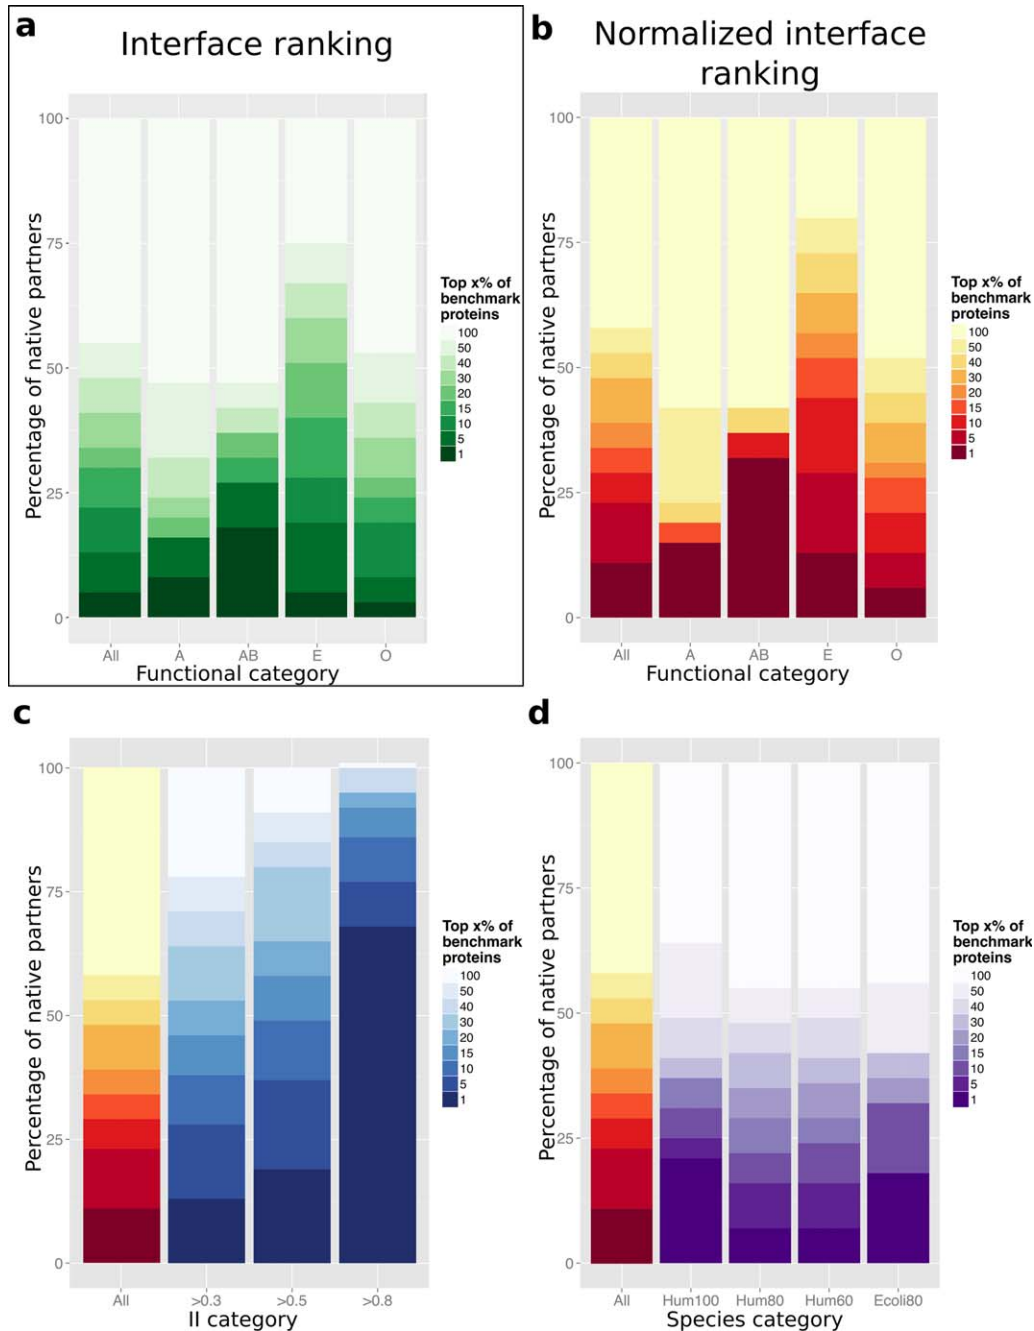 a
Interface ranking
100
75
50
25
0
Percentage of native partners
All A AB E O
Functional category
Top x% of
benchmark
proteins
100
50
40
30
20
15
10
5
1
b
Normalized interface
ranking
100
75
50
25
0
Percentage of native partners
All A AB E O
Functional category
Top x% of
benchmark
proteins
100
50
40
30
20
15
10
5
1
c
100
75
50
25
0
Percentage of native partners
All >0.3 >0.5 >0.8
II category
Top x% of
benchmark
proteins
100
50
40
30
20
15
10
5
1
d
100
75
50
25
0
Percentage of native partners
All Hum100 Hum80 Hum60 Ecoli80
Species category
Top x% of
benchmark
proteins
100
50
40
30
20
15
10
5
1